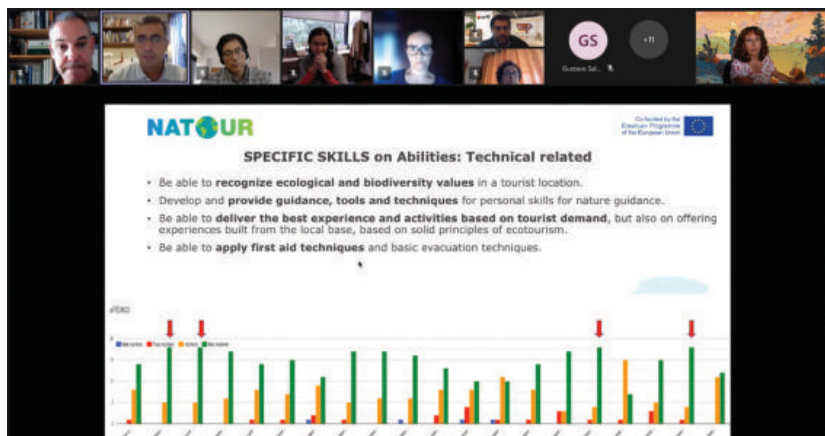 GS
+11
Gustavo Sal...
NATOUR
Co-funded by the
Erasmus+ Programme
of the European Union
SPECIFIC SKILLS on Abilities: Technical related
• Be able to recognize ecological and biodiversity values in a tourist location.
• Develop and provide guidance, tools and techniques for personal skills for nature guidance.
• Be able to deliver the best experience and activities based on tourist demand, but also on offering
experiences built from the local base, based on solid principles of ecotourism.
• Be able to apply first aid techniques and basic evacuation techniques.